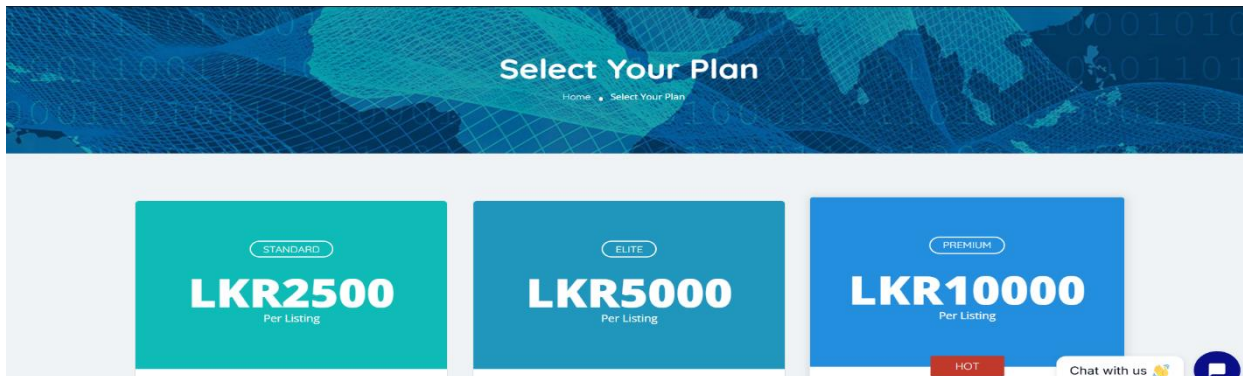 Select Your Plan
Home • Select Your Plan
STANDARD
LKR2500
Per Listing
ELITE
LKR5000
Per Listing
PREMIUM
LKR10000
Per Listing
HOT
Chat with us 👋